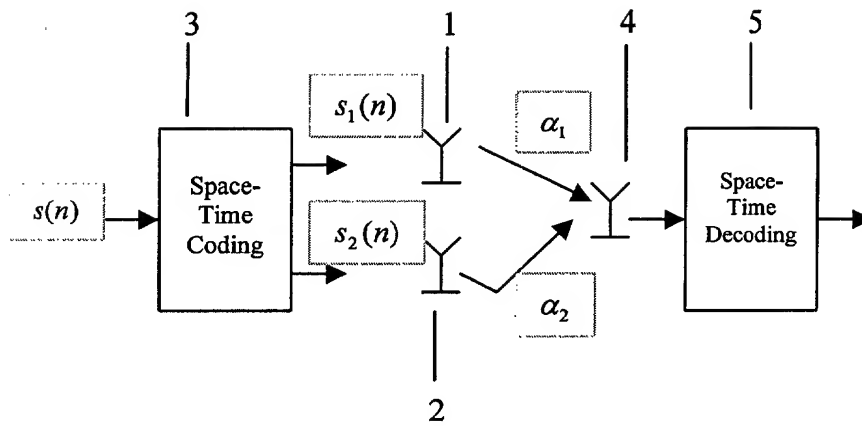 3
1
4
5
s₁(n)
α₁
Space-
Time
Coding
Space-
Time
Decoding
s(n)
s₂(n)
α₂
2